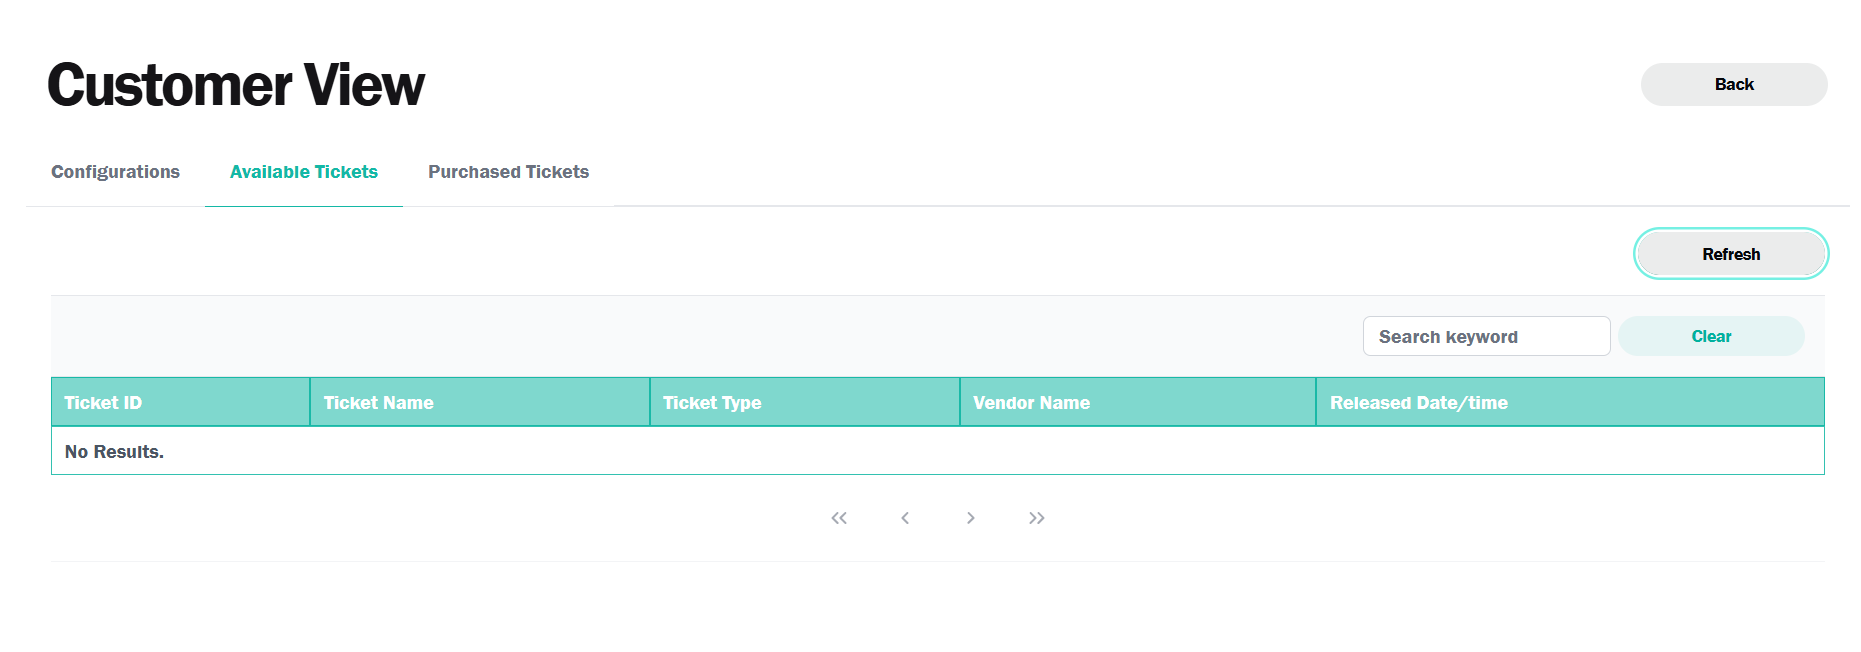 Customer View
Back
Configurations
Available Tickets
Purchased Tickets
Refresh
Search keyword
Clear
Ticket ID
Ticket Name
Ticket Type
Vendor Name
Released Date/time
No Results.